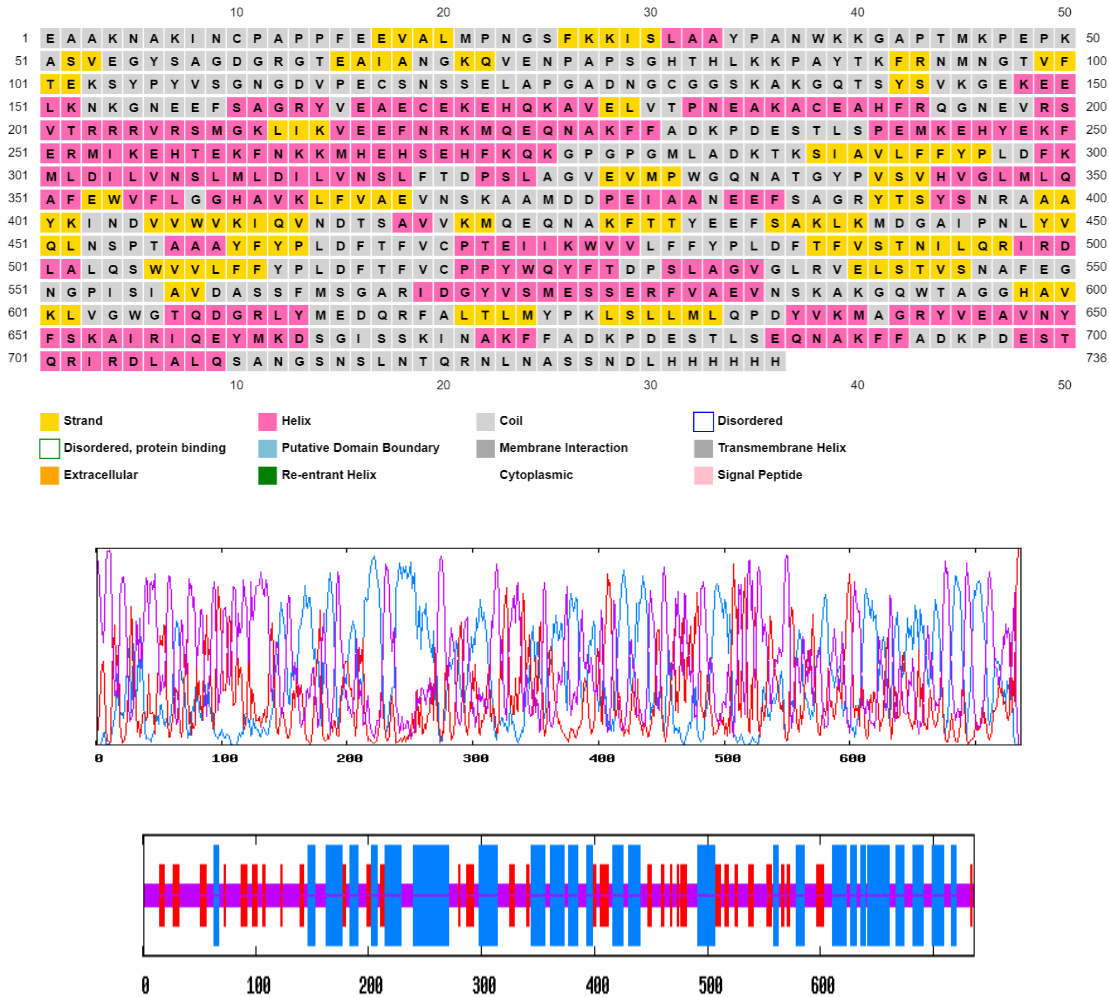 10 20 30 40 50
1 E A A K N A K I N C P A P P F E E V A L M P N G S F K K I S L A A Y P A N W K K G A P T M K P E P K 50
51 A S V E G Y S A G D G R G T E A I A N G K Q V E N P A P S G H T H L K K P A Y T K F R N M N G T V F 100
101 T E K S Y P Y V S G N G D V P E C S N S S E L A P G A D N G C G G S K A K G Q T S Y S V K G E K E E 150
151 L K N K G N E E F S A G R Y V E A E C E K E H Q K A V E L V T P N E A K A C E A H F R Q G N E V R S 200
201 V T R R R V R S M G K L I K V E E F N R K M Q E Q N A K F F A D K P D E S T L S P E M K E H Y E K F 250
251 E R M I K E H T E K F N K K M H E H S E H F K Q K G P G P G M L A D K T K S I A V L F F Y P L D F K 300
301 M L D I L V N S L M L D I L V N S L F T D P S L A G V E V M P W G Q N A T G Y P V S V H V G L M L Q 350
351 A F E W V F L G G H A V K L F V A E V N S K A A M D D P E I A A N E E F S A G R Y T S Y S N R A A A 400
401 Y K I N D V V W V K I Q V N D T S A V V K M Q E Q N A K F T T Y E E F S A K L K M D G A I P N L Y V 450
451 Q L N S P T A A A Y F Y P L D F T F V C P T E I I K W V V L F F Y P L D F T F V S T N I L Q R I R D 500
501 L A L Q S W V V L F F Y P L D F T F V C P P Y W Q Y F T D P S L A G V G L R V E L S T V S N A F E G 550
551 N G P I S I A V D A S S F M S G A R I D G Y V S M E S S E R F V A E V N S K A K G Q W T A G G H A V 600
601 K L V G W G T Q D G R L Y M E D Q R F A L T L M Y P K L S L L M L Q P D Y V K M A G R Y V E A V N Y 650
651 F S K A I R I Q E Y M K D S G I S S K I N A K F F A D K P D E S T L S E Q N A K F F A D K P D E S T 700
701 Q R I R D L A L Q S A N G S N S L N T Q R N L N A S S N D L H H H H H H 736
10 20 30 40 50
Strand Helix Coil Disordered
Disordered, protein binding Putative Domain Boundary Membrane Interaction Transmembrane Helix
Extracellular Re-entrant Helix Cytoplasmic Signal Peptide
0 100 200 300 400 500 600
0 100 200 300 400 500 600